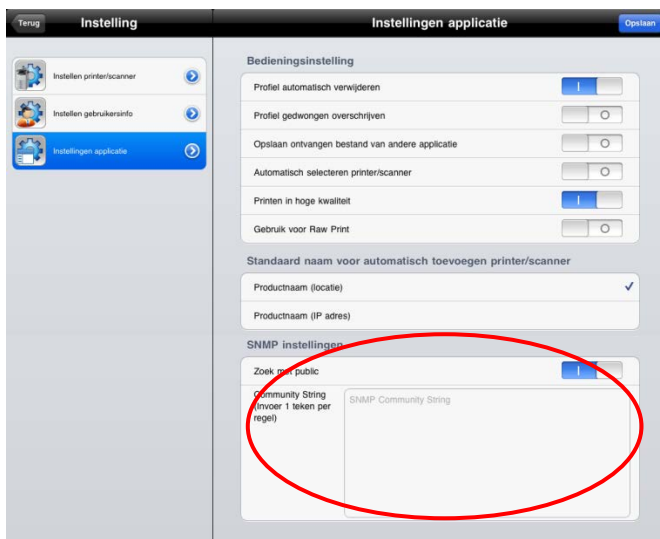 Terug
Instelling
Instellingen applicatie
Opslaan
Instellen printer/scanner
Instellen gebruikersinfo
Instellingen applicatie
Bedieningsinstelling
Profiel automatisch verwijderen
Profiel gedwongen overschrijven
Opslaan ontvangen bestand van andere applicatie
Automatisch selecteren printer/scanner
Printen in hoge kwaliteit
Gebruik voor Raw Print
Standaard naam voor automatisch toevoegen printer/scanner
Productnaam (locatie)
Productnaam (IP adres)
SNMP instellingen
Zoek met public
Community String
(Invoer 1 teken per
regel)
SNMP Community String